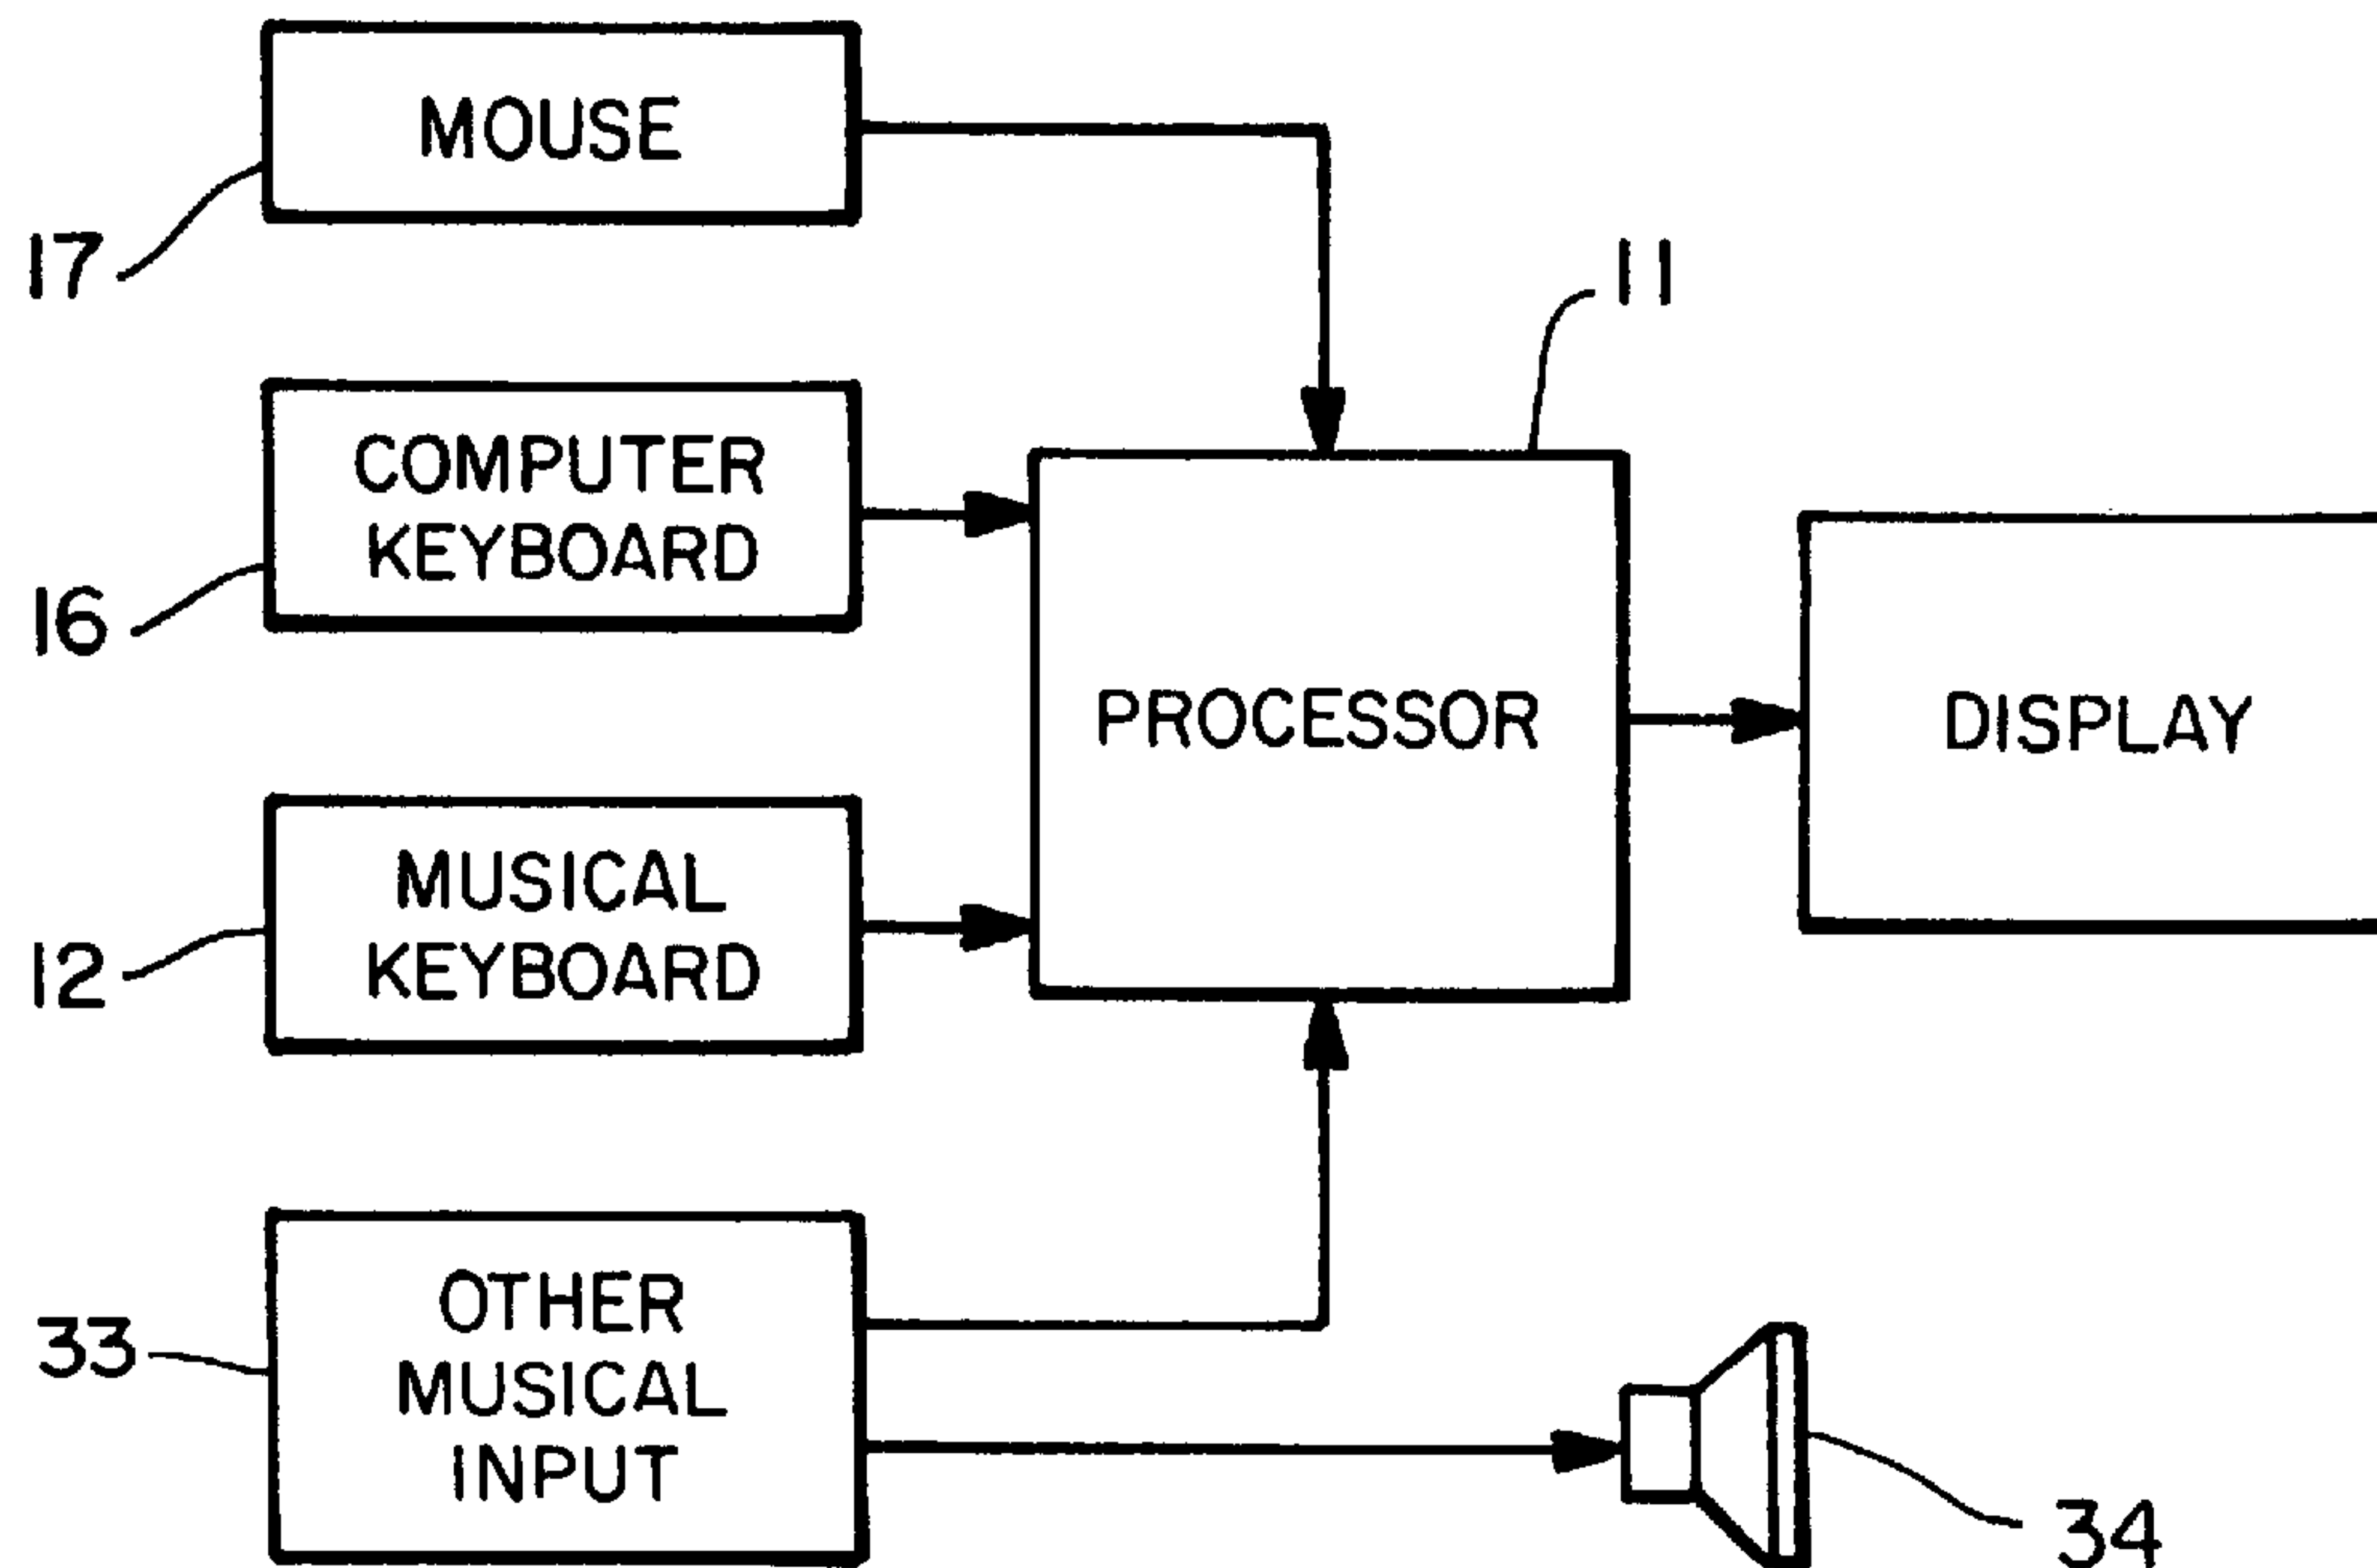 MOUSE
17
11
COMPUTER
KEYBOARD
16
PROCESSOR
DISPLAY
MUSICAL
KEYBOARD
12
OTHER
MUSICAL
INPUT
33
34